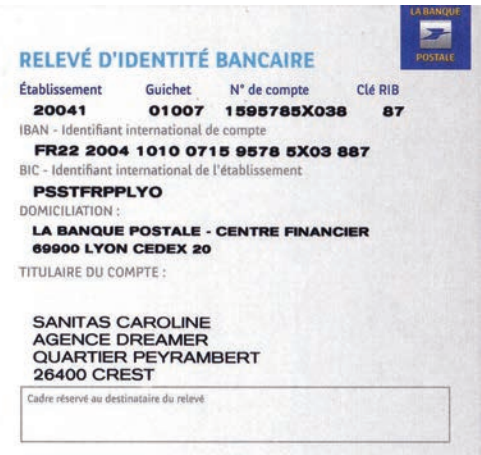 LA BANQUE
POSTALE
RELEVÉ D'IDENTITÉ BANCAIRE
Établissement Guichet N° de compte Clé RIB
20041 01007 1595785X038 87
IBAN - Identifiant international de compte
FR22 2004 1010 0715 9578 5X03 887
BIC - Identifiant international de l'établissement
PSSTFRPPLYO
DOMICILIATION :
LA BANQUE POSTALE - CENTRE FINANCIER
69900 LYON CEDEX 20
TITULAIRE DU COMPTE :
SANITAS CAROLINE
AGENCE DREAMER
QUARTIER PEYRAMBERT
26400 CREST
Cadre réservé au destinataire du relevé